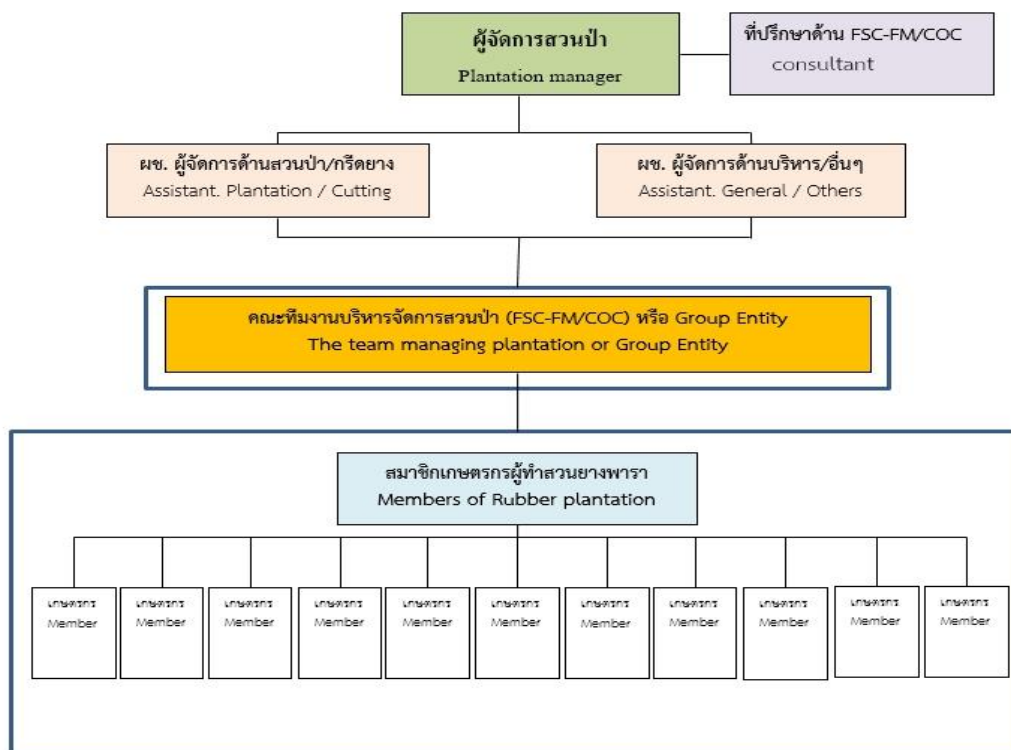 ผู้จัดการสวนป่า
Plantation manager
ที่ปรึกษาด้าน FSC-FM/COC
consultant
ผช. ผู้จัดการด้านสวนป่า/กรีดยาง
Assistant. Plantation / Cutting
ผช. ผู้จัดการด้านบริหาร/อื่นๆ
Assistant. General / Others
คณะทีมงานบริหารจัดการสวนป่า (FSC-FM/COC) หรือ Group Entity
The team managing plantation or Group Entity
สมาชิกเกษตรกรผู้ทำสวนยางพารา
Members of Rubber plantation
เกษตรกร
Member
เกษตรกร
Member
เกษตรกร
Member
เกษตรกร
Member
เกษตรกร
Member
เกษตรกร
Member
เกษตรกร
Member
เกษตรกร
Member
เกษตรกร
Member
เกษตรกร
Member
เกษตรกร
Member